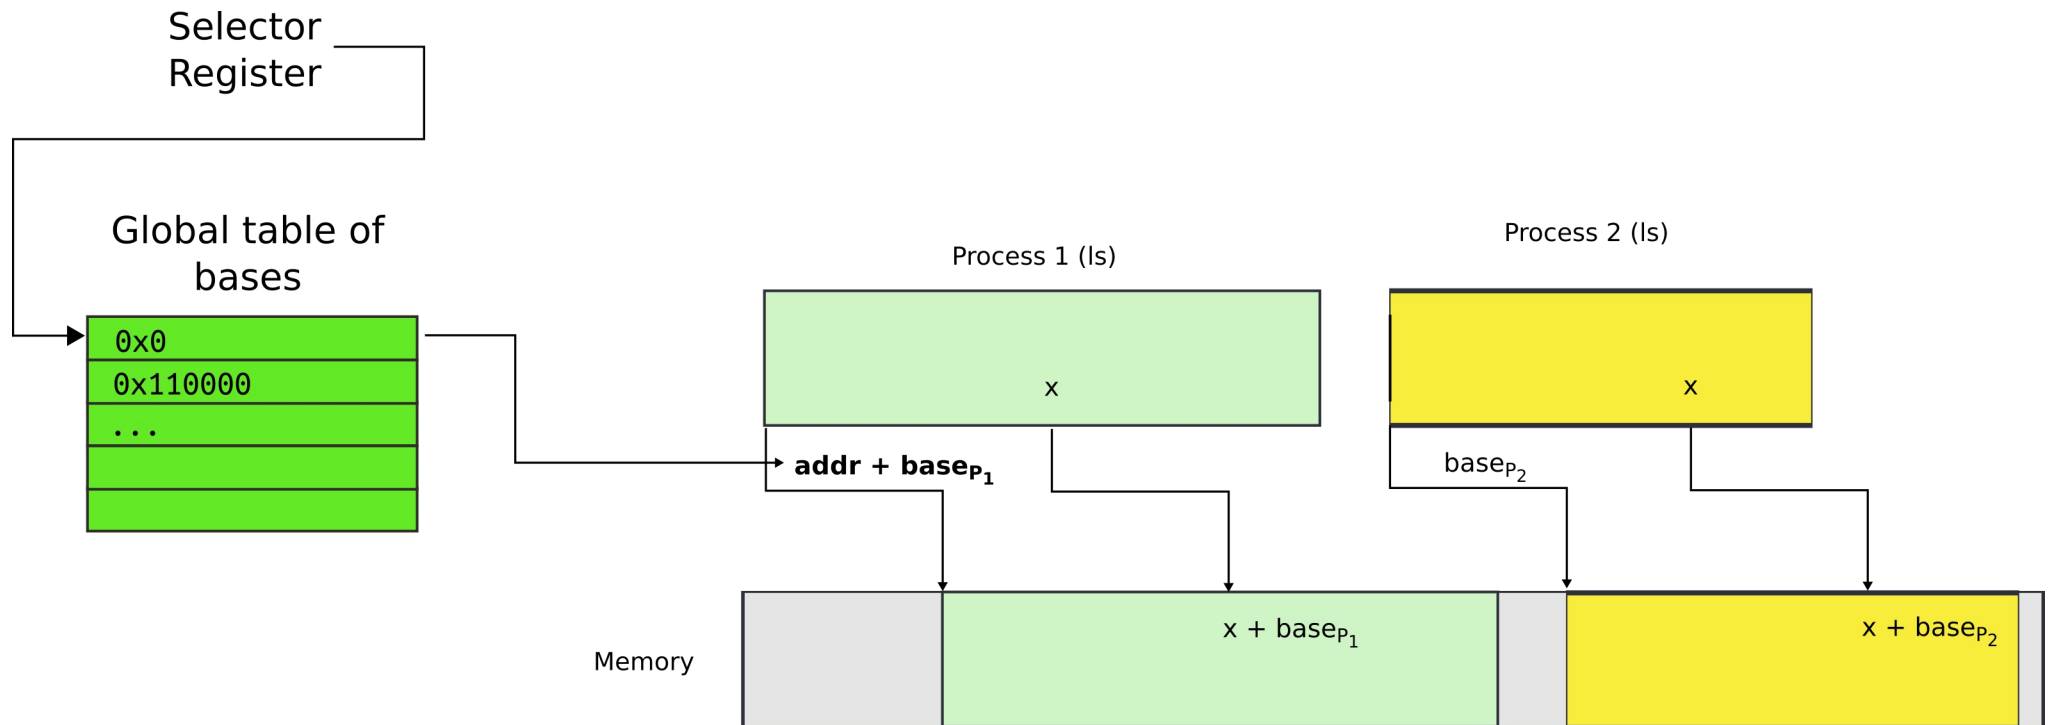 Selector
Register
Global table of
bases
0x0
0x110000
...
Process 1 (ls)
Process 2 (ls)
x
x
addr + baseP1
baseP2
x + baseP1
x + baseP2
Memory